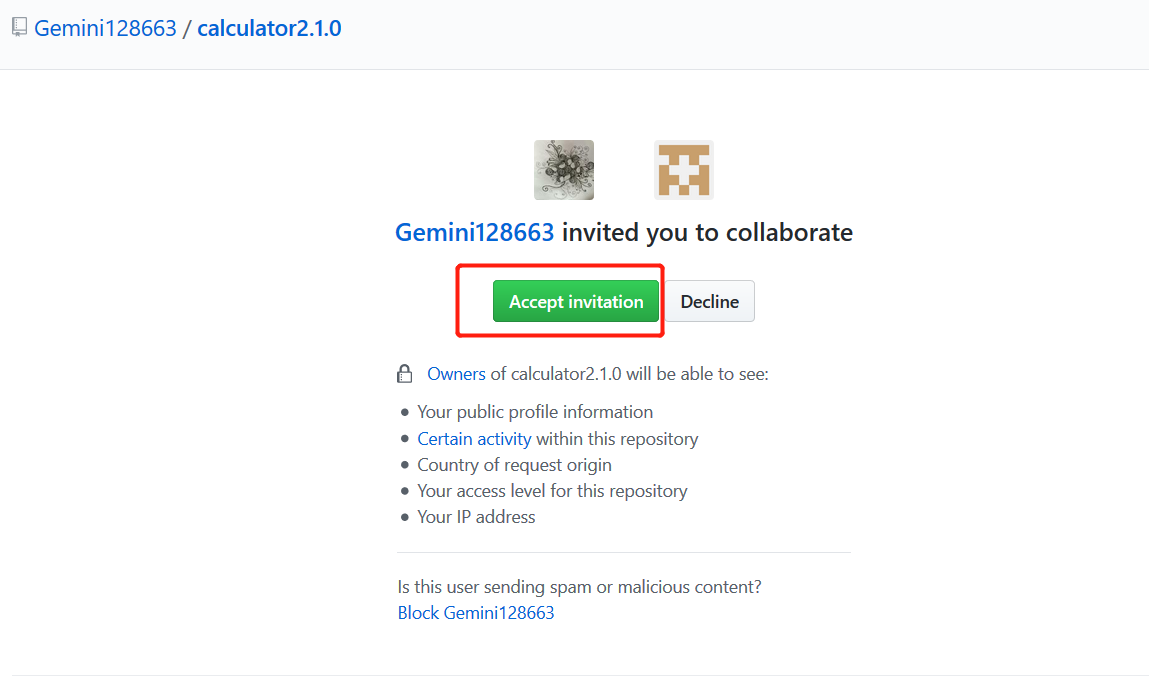 Gemini128663 / calculator2.1.0
Gemini128663 invited you to collaborate
Accept invitation Decline
Owners of calculator2.1.0 will be able to see:
Your public profile information
Certain activity within this repository
Country of request origin
Your access level for this repository
Your IP address
Is this user sending spam or malicious content?
Block Gemini128663